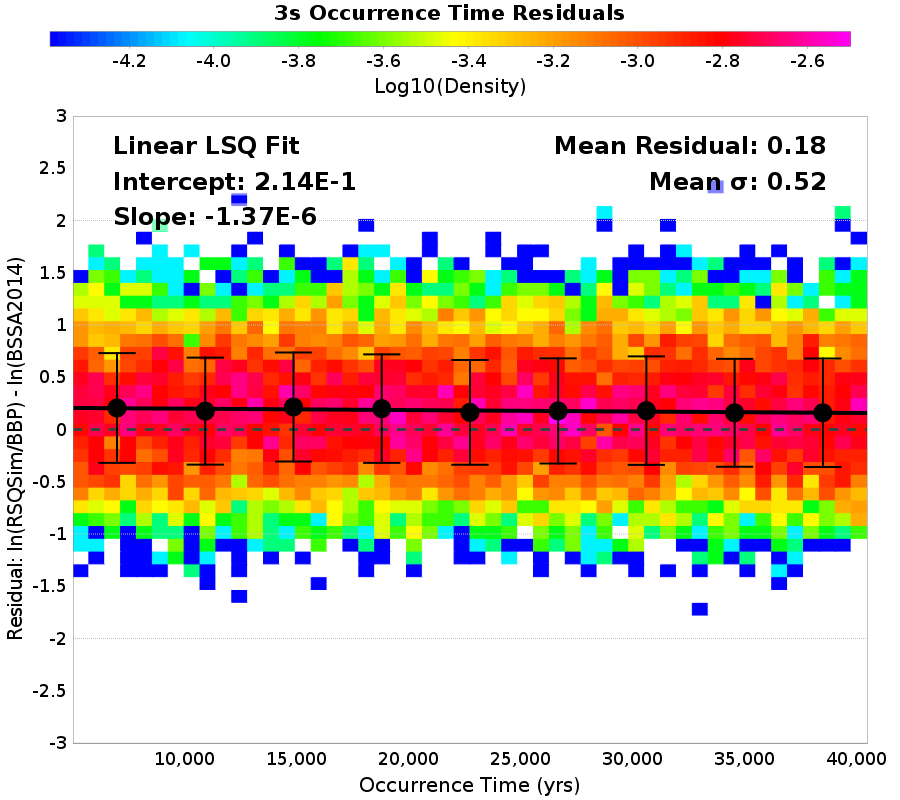 3s Occurrence Time Residuals
-4.2 -4.0 -3.8 -3.6 -3.4 -3.2 -3.0 -2.8 -2.6
Log10(Density)
Linear LSQ Fit
Intercept: 2.14E-1
Slope: -1.37E-6
Mean Residual: 0.18
Mean σ: 0.52
3
2.5
2
1.5
1
0.5
0
-0.5
-1
-1.5
-2
-2.5
-3
Residual: ln(RSQSim/BBP) - ln(BSSA2014)
10,000 15,000 20,000 25,000 30,000 35,000 40,000
Occurrence Time (yrs)